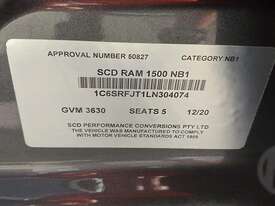 APPROVAL NUMBER 50827 CATEGORY NB1
SCD RAM 1500 NB1
1C6SRFJT1LN304074
GVM 3630 SEATS 5 12/20
SCD PERFORMANCE CONVERSIONS PTY LTD
THE VEHICLE WAS MANUFACTURED TO COMPLY
WITH MOTOR VEHICLE STANDARDS ACT 1989